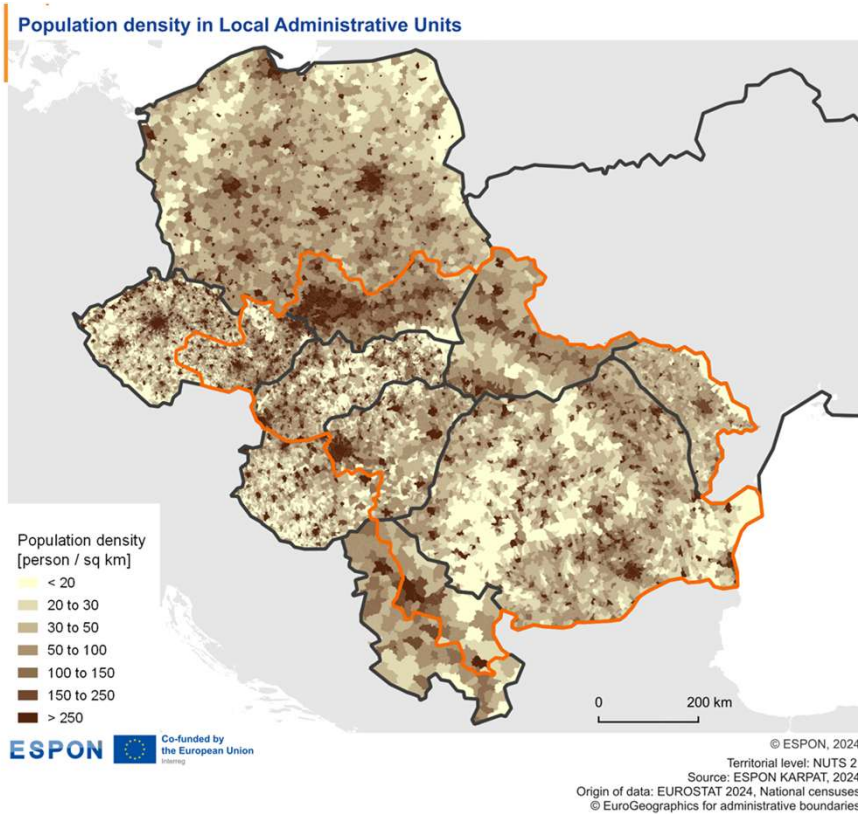 Population density in Local Administrative Units
Population density
[person / sq km]
< 20
20 to 30
30 to 50
50 to 100
100 to 150
150 to 250
> 250
0 200 km
ESPON
Co-funded by
the European Union
Interreg
© ESPON, 2024
Territorial level: NUTS 2
Source: ESPON KARPAT, 2024
Origin of data: EUROSTAT 2024, National censuses
© EuroGeographics for administrative boundaries